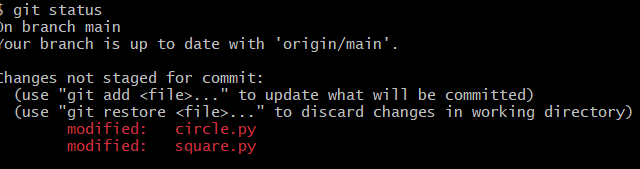 $ git status
On branch main
Your branch is up to date with 'origin/main'.

Changes not staged for commit:
  (use "git add <file>..." to update what will be committed)
  (use "git restore <file>..." to discard changes in working directory)
        modified:   circle.py
        modified:   square.py